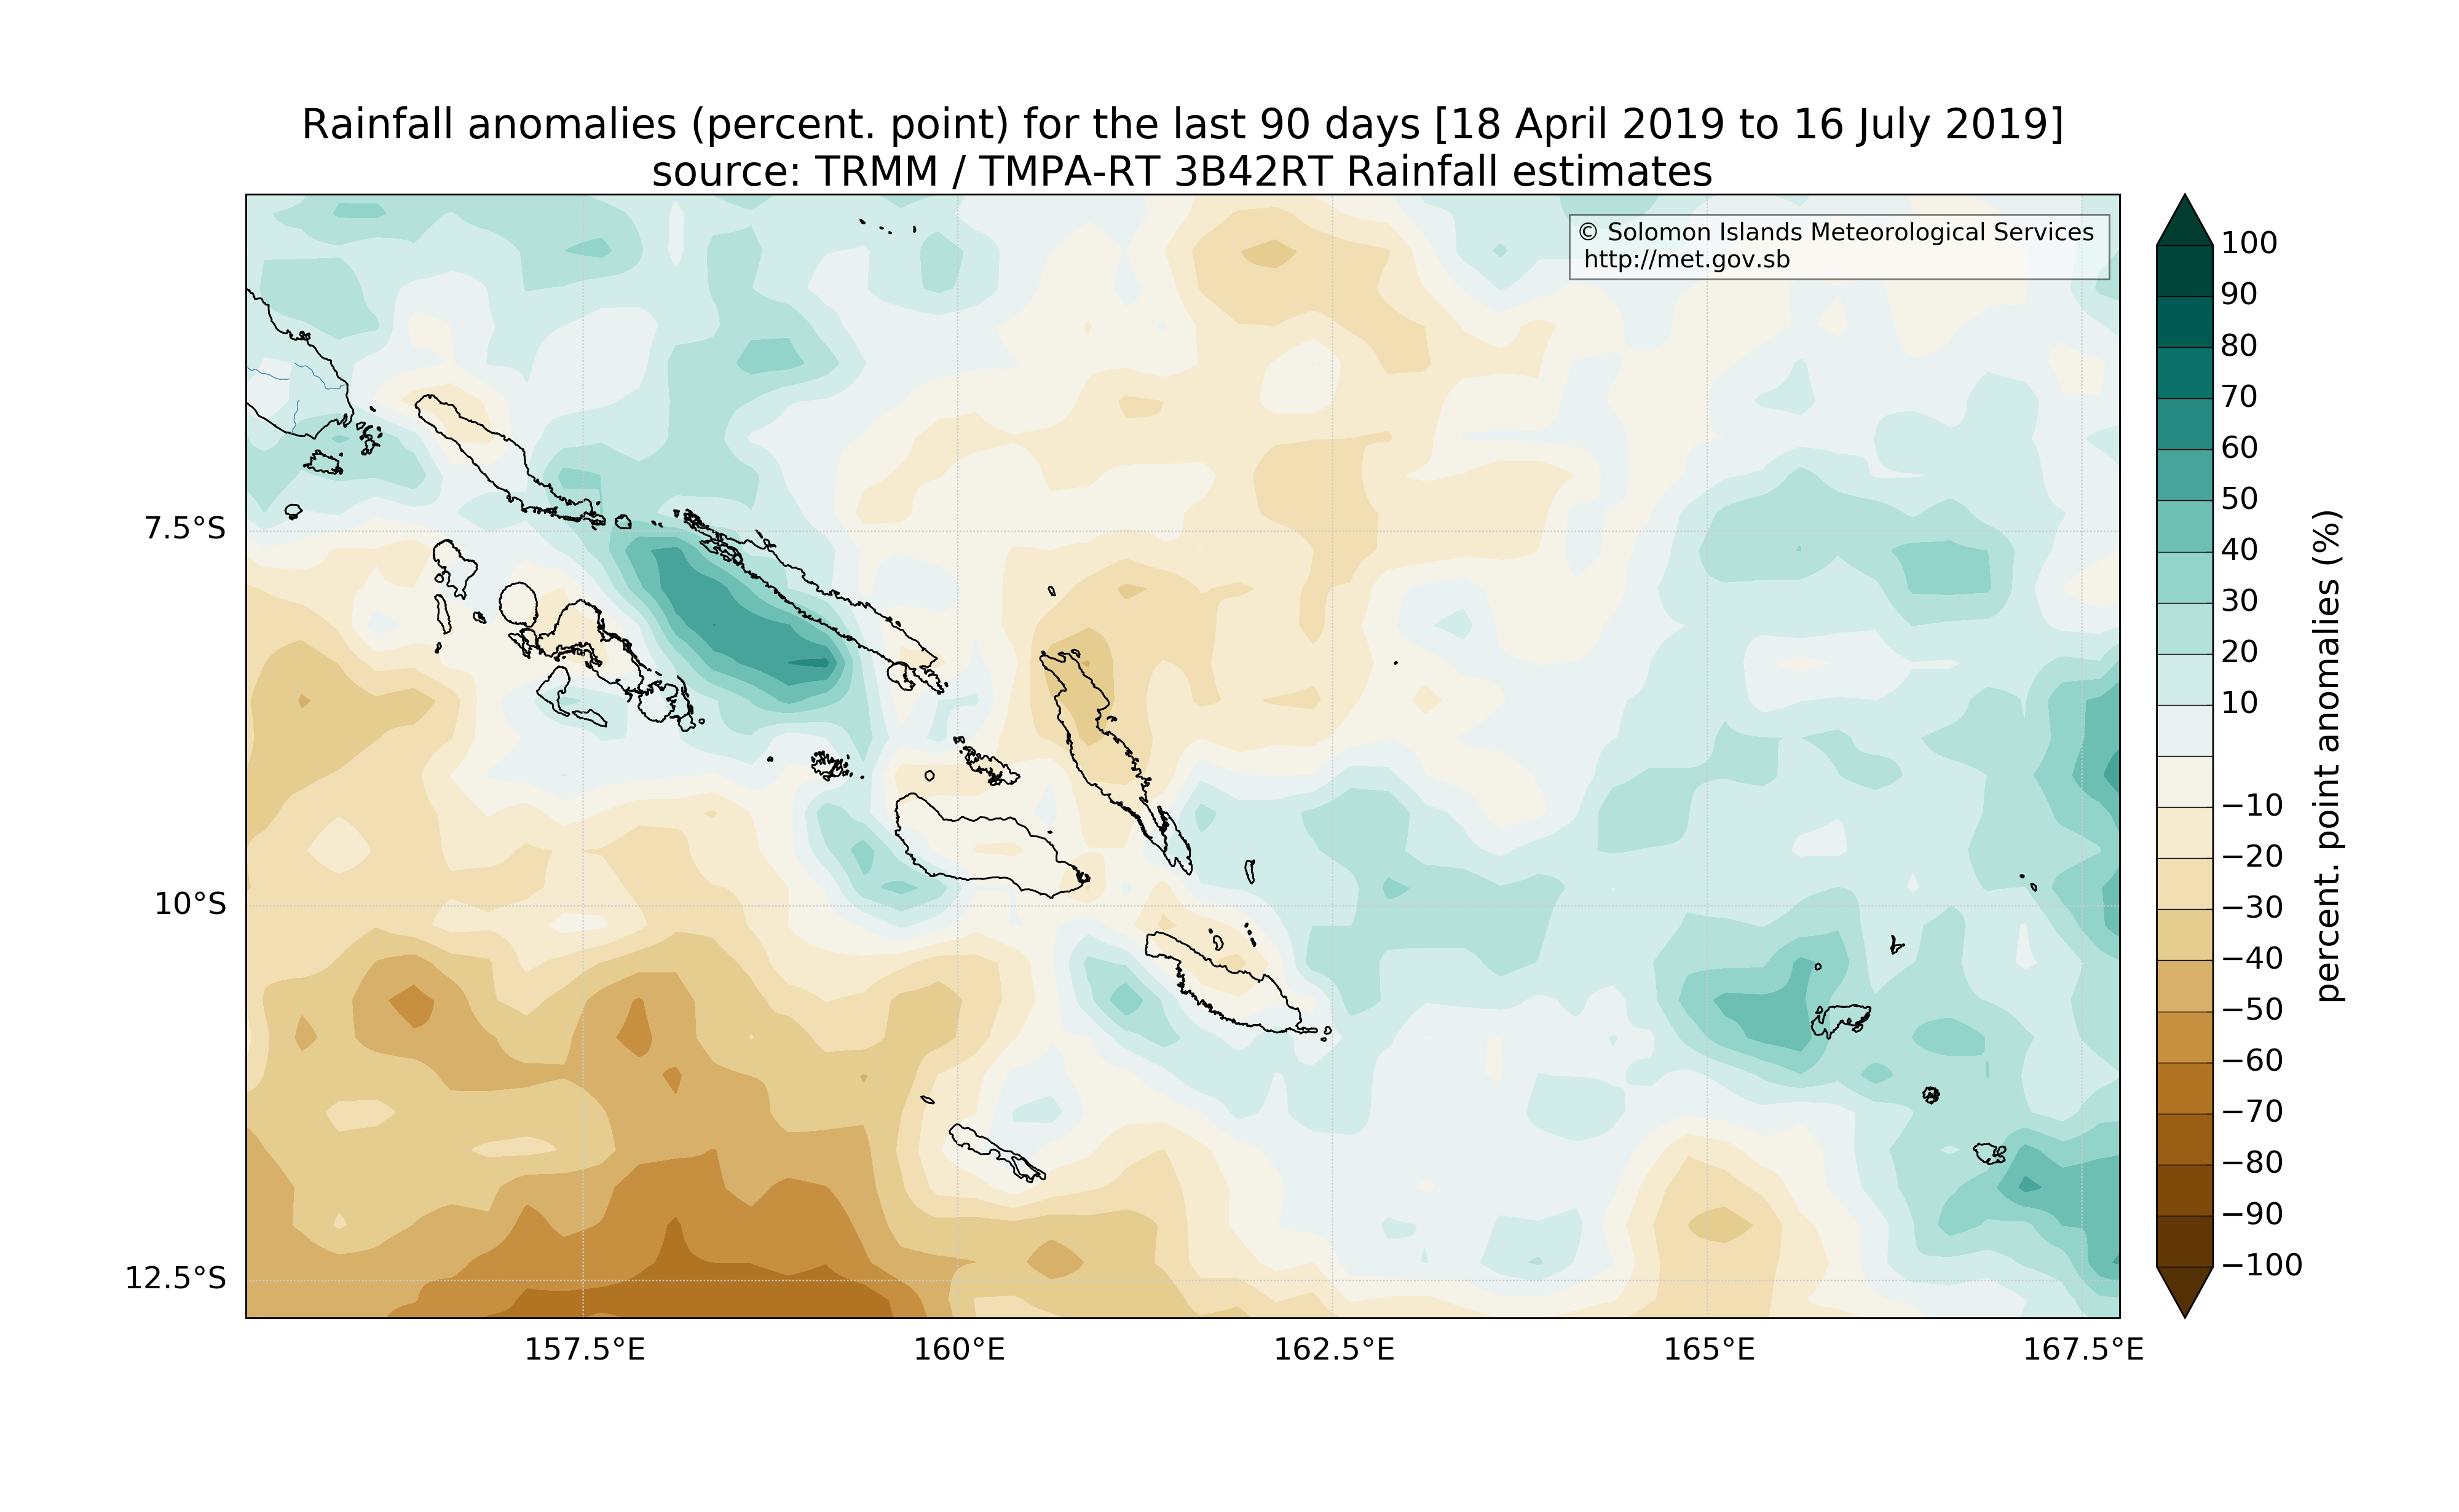 Rainfall anomalies (percent. point) for the last 90 days [18 April 2019 to 16 July 2019]
source: TRMM / TMPA-RT 3B42RT Rainfall estimates
© Solomon Islands Meteorological Services
http://met.gov.sb
7.5°S
10°S
12.5°S
157.5°E
160°E
162.5°E
165°E
167.5°E
100
90
80
70
60
50
40
30
20
10
−10
−20
−30
−40
−50
−60
−70
−80
−90
−100
percent. point anomalies (%)